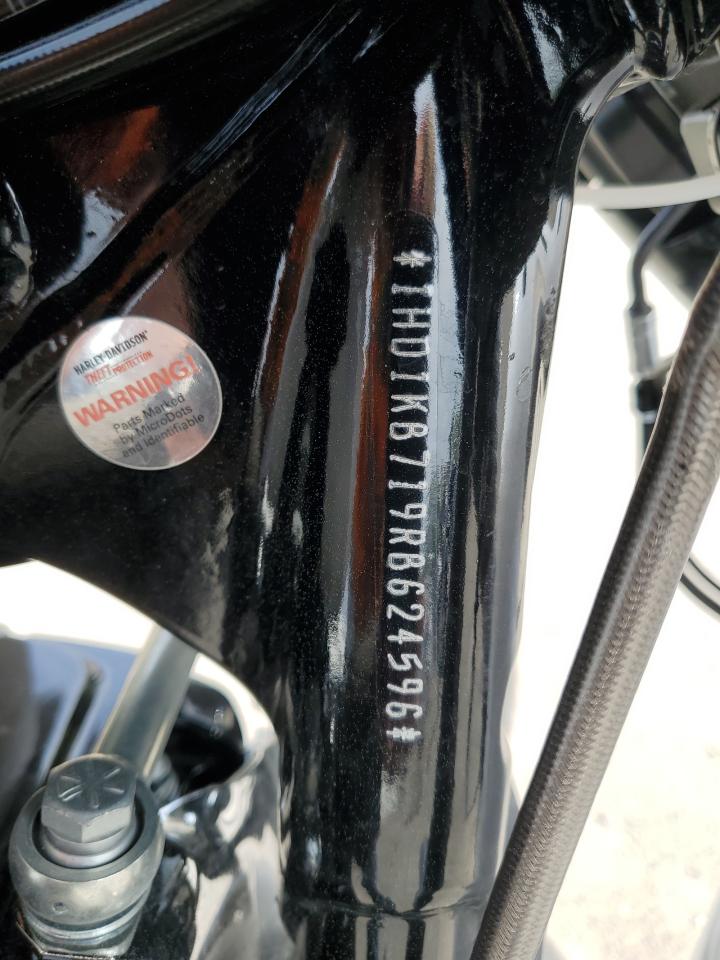 HARLEY-DAVIDSON
THEFT PROTECTION
WARNING!
Parts Marked
by MicroDots
and Identifiable
*1HD1KB719RB624596*